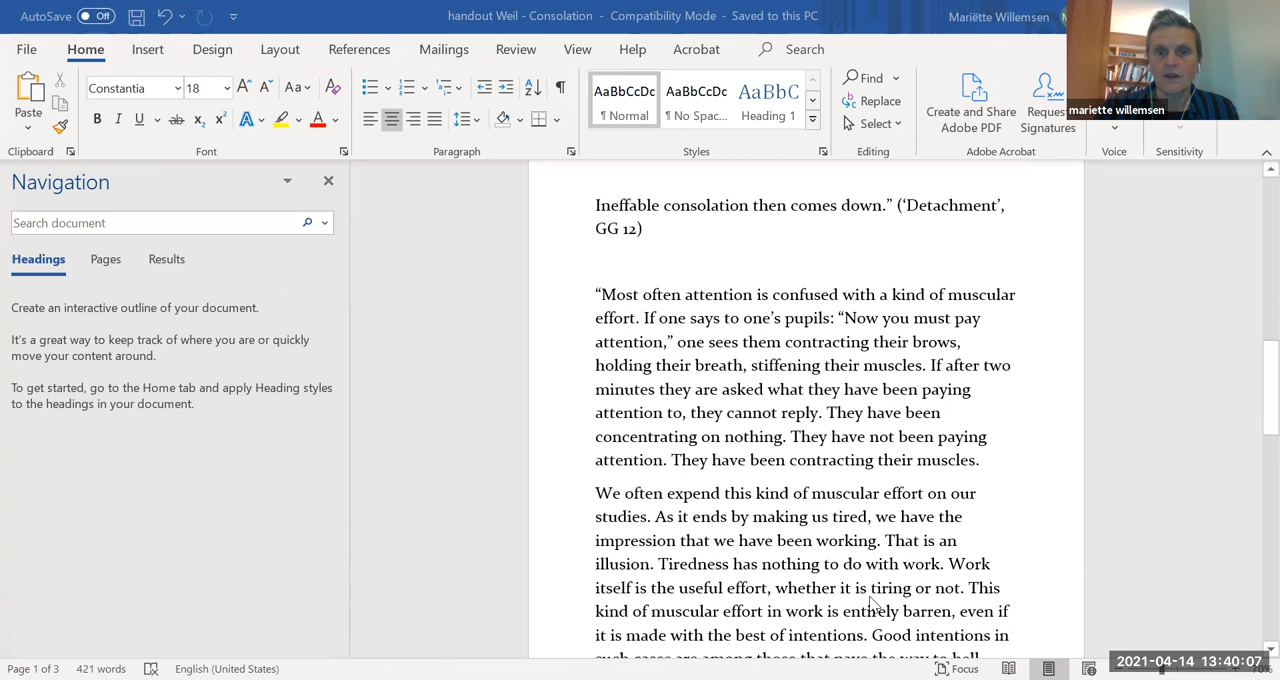 AutoSave Off
handout Weil - Consolation - Compatibility Mode - Saved to this PC
Mariëtte Willemsen
File Home Insert Design Layout References Mailings Review View Help Acrobat Search
mariette willemsen
Paste
Constantia 18
AaBbCcDc AaBbCcDc AaBbC
Normal No Spac... Heading 1
Find
Replace
Select
Create and Share Adobe PDF
Signatures
Clipboard Font Paragraph Styles Editing Adobe Acrobat Voice Sensitivity
Navigation
Search document
Headings Pages Results
Create an interactive outline of your document.
It's a great way to keep track of where you are or quickly
move your content around.
To get started, go to the Home tab and apply Heading styles
to the headings in your document.
Ineffable consolation then comes down.” (‘Detachment’,
GG 12)
“Most often attention is confused with a kind of muscular
effort. If one says to one’s pupils: “Now you must pay
attention,” one sees them contracting their brows,
holding their breath, stiffening their muscles. If after two
minutes they are asked what they have been paying
attention to, they cannot reply. They have been
concentrating on nothing. They have not been paying
attention. They have been contracting their muscles.
We often expend this kind of muscular effort on our
studies. As it ends by making us tired, we have the
impression that we have been working. That is an
illusion. Tiredness has nothing to do with work. Work
itself is the useful effort, whether it is tiring or not. This
kind of muscular effort in work is entirely barren, even if
it is made with the best of intentions. Good intentions in
Page 1 of 3 421 words English (United States) Focus
2021-04-14 13:40:07